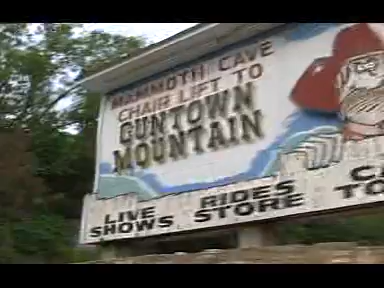 MAMMOTH CAVE
CHAIR LIFT TO
GUNTOWN
MOUNTAIN
LIVE
SHOWS
RIDES
STORE